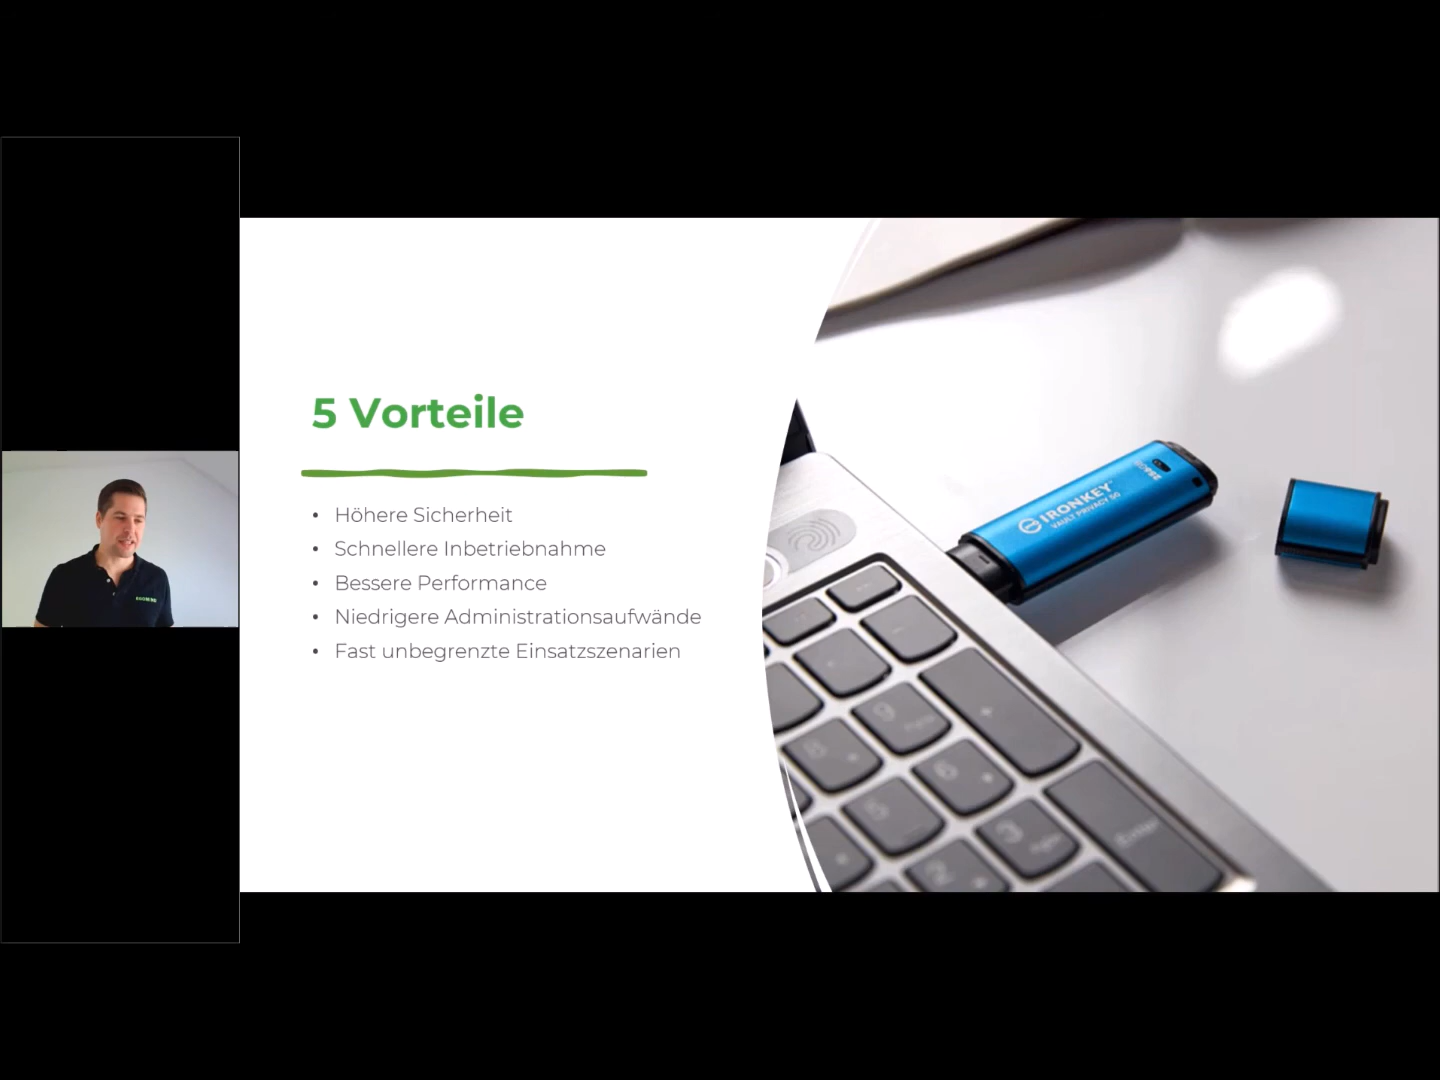 5 Vorteile
• Höhere Sicherheit
• Schnellere Inbetriebnahme
• Bessere Performance
• Niedrigere Administrationsaufwände
• Fast unbegrenzte Einsatzszenarien
IRONKEY
VAULT PRIVACY 50